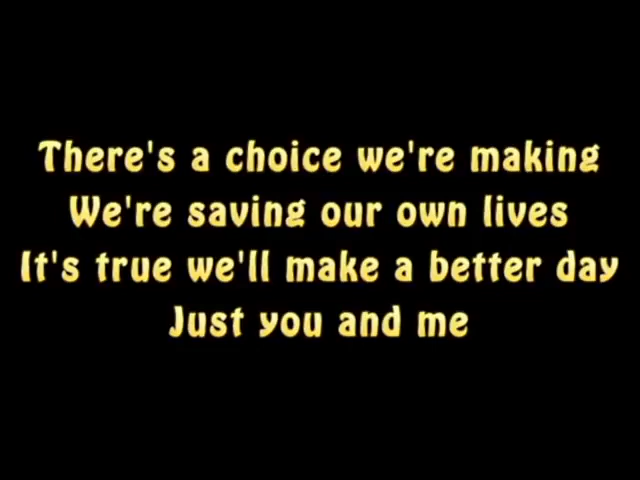 There's a choice we're making
We're saving our own lives
It's true we'll make a better day
Just you and me